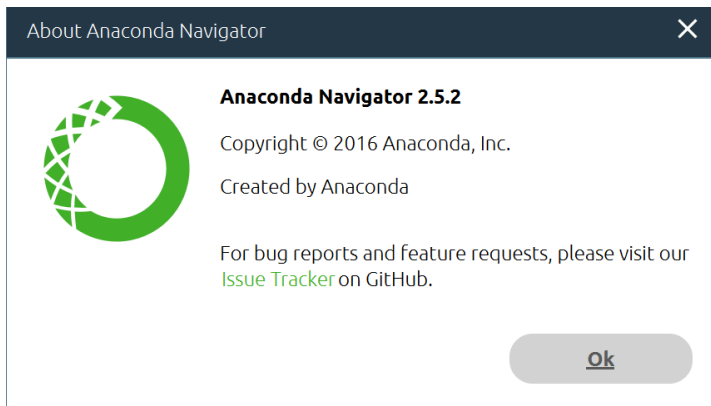 About Anaconda Navigator
Anaconda Navigator 2.5.2
Copyright © 2016 Anaconda, Inc.
Created by Anaconda
For bug reports and feature requests, please visit our
Issue Tracker on GitHub.
Ok